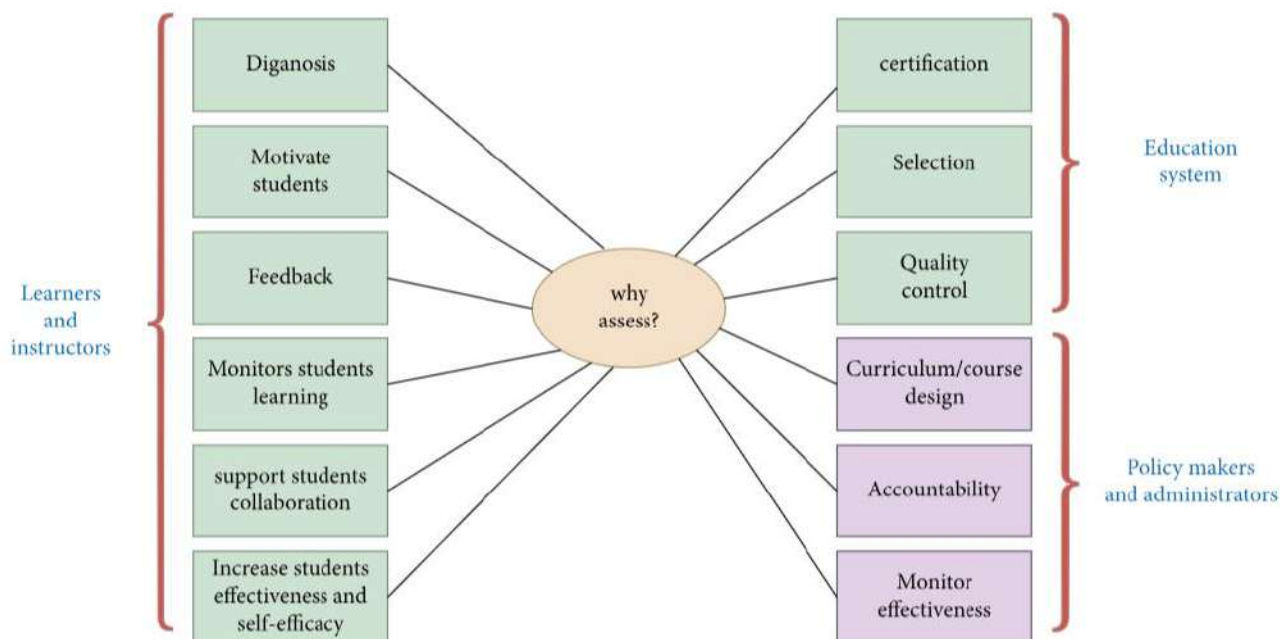 Learners
and
instructors
Diganosis
Motivate
students
Feedback
Monitors students
learning
support students
collaboration
Increase students
effectiveness and
self-efficacy
why
assess?
certification
Selection
Quality
control
Curriculum/course
design
Accountability
Monitor
effectiveness
Education
system
Policy makers
and administrators